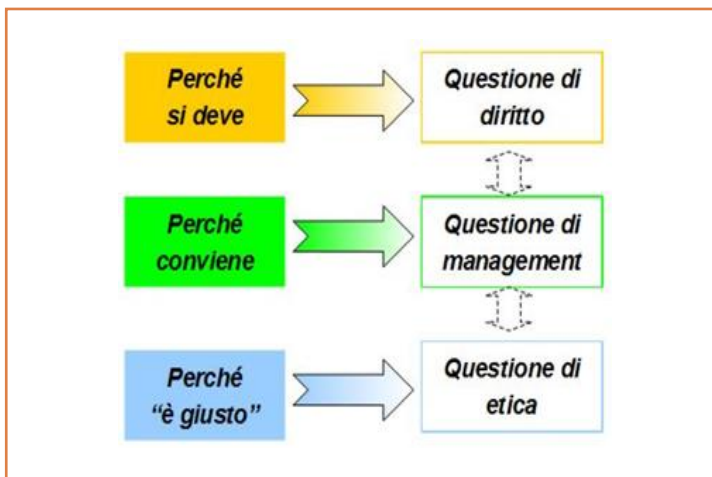 Perché
si deve
Questione di
diritto
Perché
conviene
Questione di
management
Perché
“è giusto”
Questione di
etica